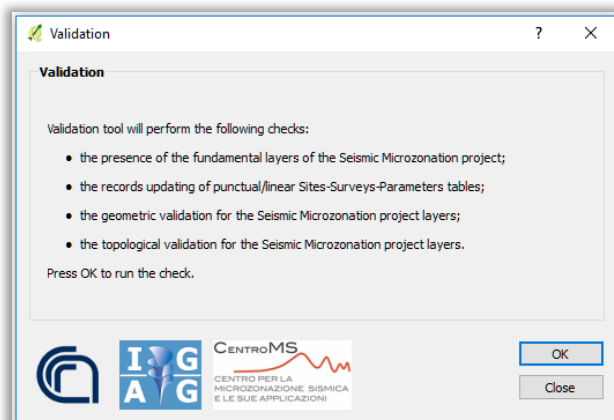 Validation
?
Validation
Validation tool will perform the following checks:
• the presence of the fundamental layers of the Seismic Microzonation project;
• the records updating of punctual/linear Sites-Surveys-Parameters tables;
• the geometric validation for the Seismic Microzonation project layers;
• the topological validation for the Seismic Microzonation project layers.
Press OK to run the check.
I G
A G
CENTROMS
CENTRO PER LA
MICROZONAZIONE SISMICA
E LE SUE APPLICAZIONI
OK
Close